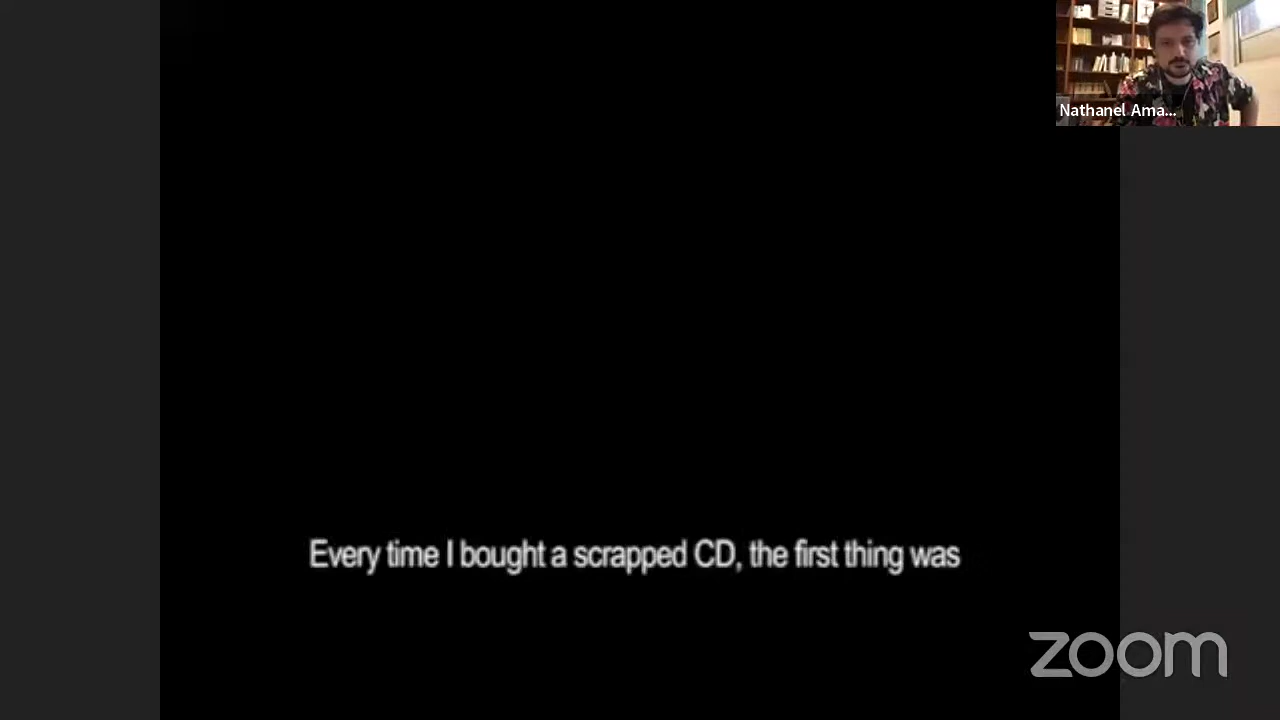 Nathanel Ama...
Every time I bought a scrapped CD, the first thing was
zoom